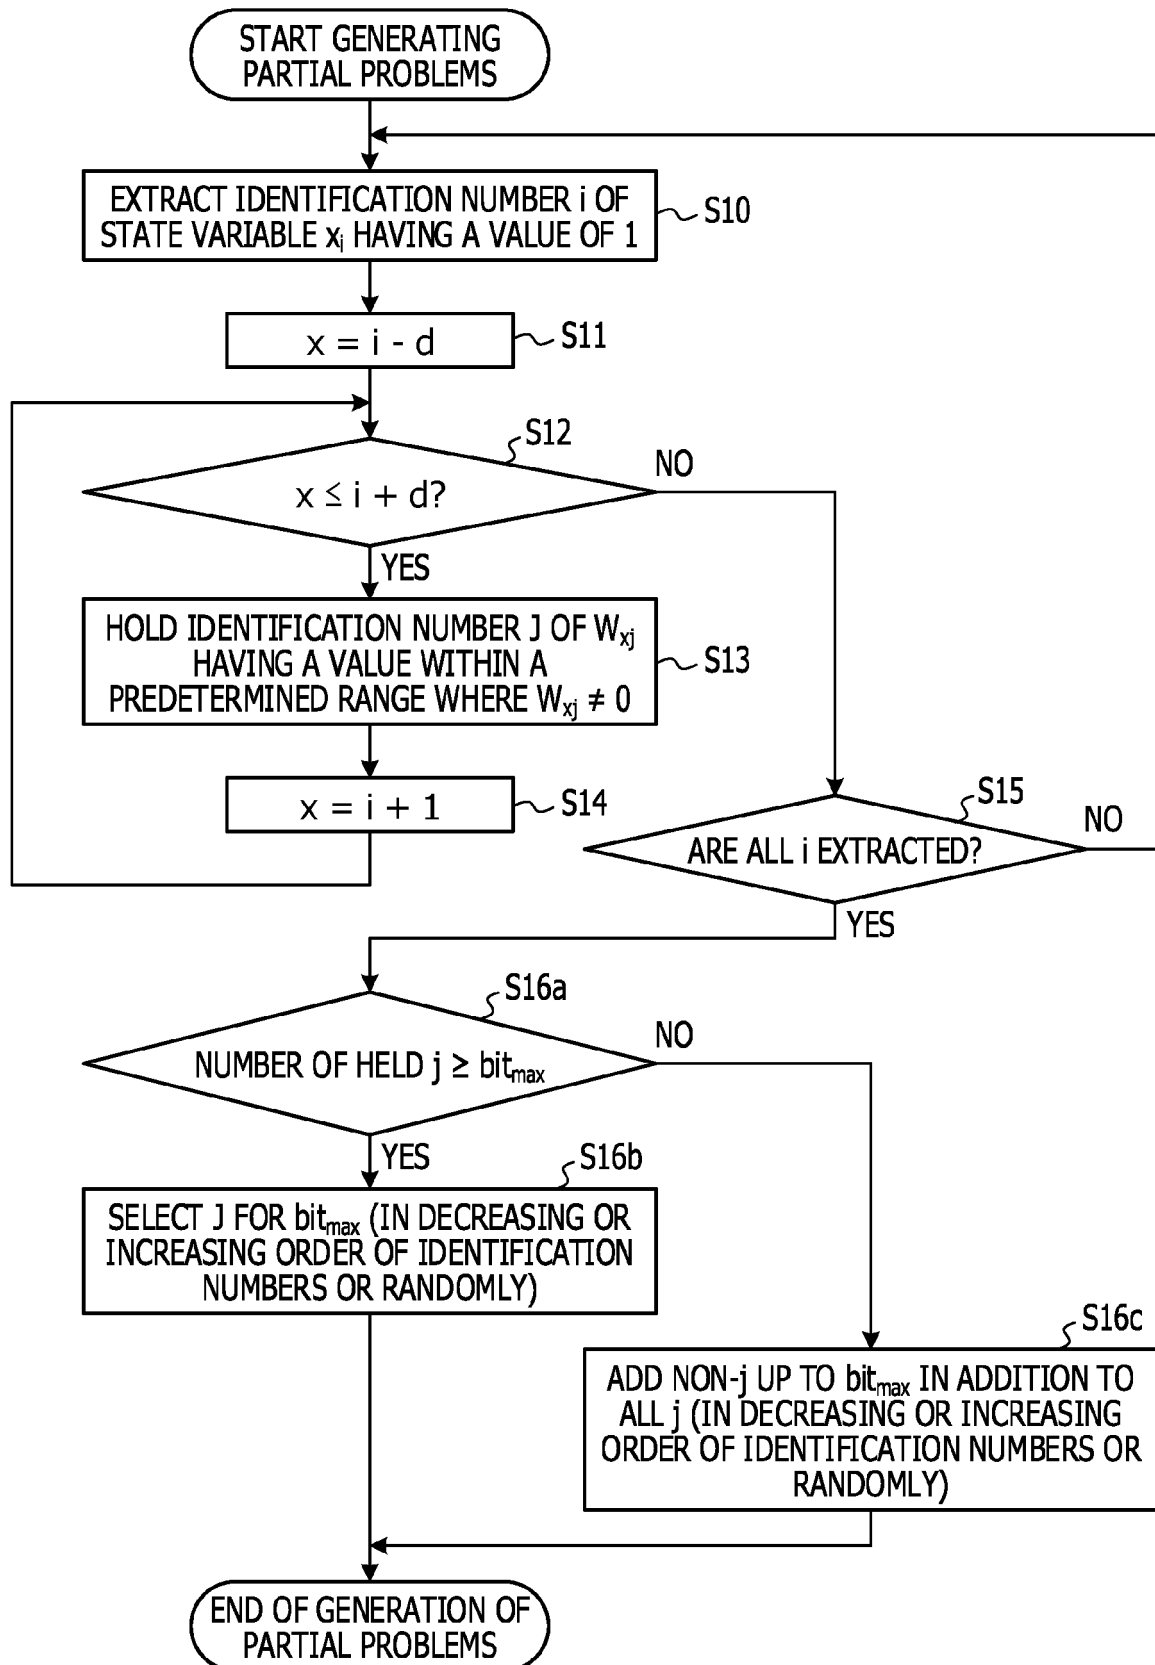 START GENERATING
PARTIAL PROBLEMS
EXTRACT IDENTIFICATION NUMBER i OF
STATE VARIABLE xᵢ HAVING A VALUE OF 1
S10
x = i - d
S11
S12
x ≤ i + d?
NO
YES
HOLD IDENTIFICATION NUMBER J OF Wxj
HAVING A VALUE WITHIN A
PREDETERMINED RANGE WHERE Wxj ≠ 0
S13
x = i + 1
S14
S15
ARE ALL i EXTRACTED?
NO
YES
S16a
NUMBER OF HELD j ≥ bitmax
NO
YES
S16b
SELECT J FOR bitmax (IN DECREASING OR
INCREASING ORDER OF IDENTIFICATION
NUMBERS OR RANDOMLY)
S16c
ADD NON-j UP TO bitmax IN ADDITION TO
ALL j (IN DECREASING OR INCREASING
ORDER OF IDENTIFICATION NUMBERS OR
RANDOMLY)
END OF GENERATION OF
PARTIAL PROBLEMS